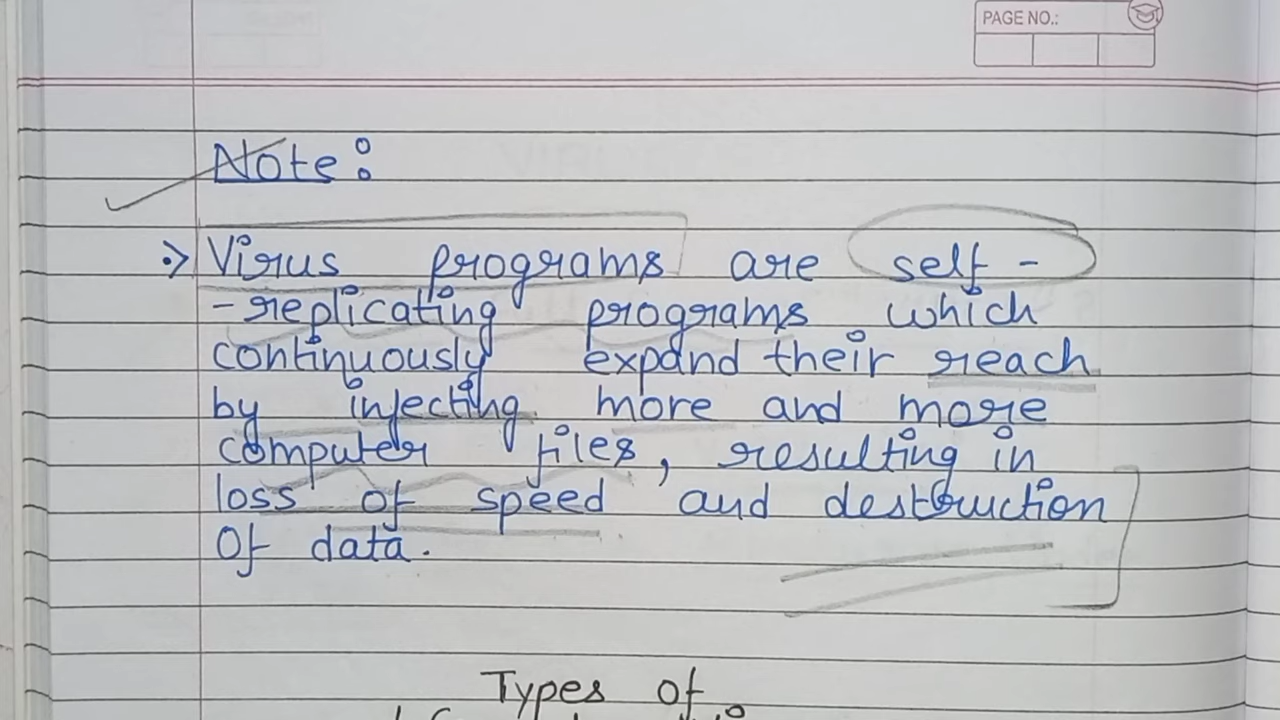 PAGE NO.:
Note:
Virus programs are self-
-replicating programs which
continuously expand their reach
by injecting more and more
computer files, resulting in
loss of speed and destruction
Of data.
Types of